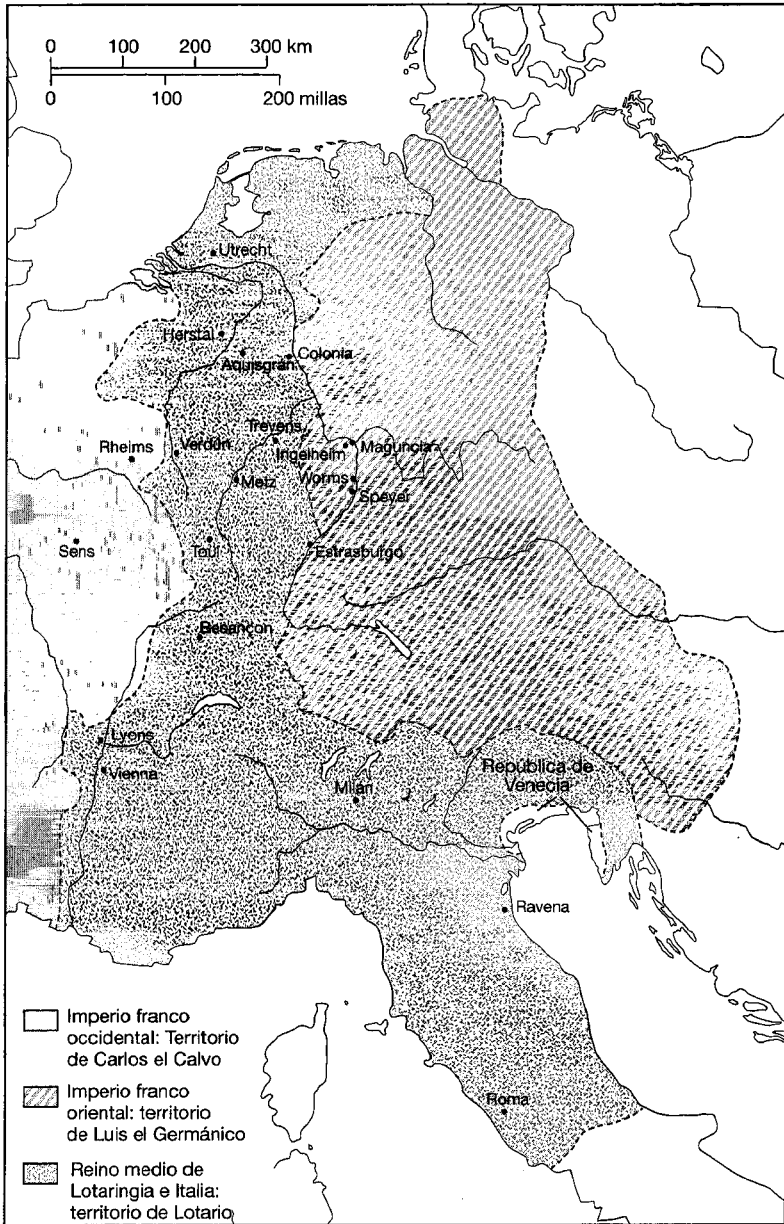 0 100 200 300 km
0 100 200 millas
Utrecht
Herstal
Aquisgrán
Colonia
Tréveris
Ingelheim
Maguncia
Rheims
Verdún
Metz
Worms
Speyer
Sens
Toul
Estrasburgo
Besançon
Lyons
Vienna
Milán
República de
Venecia
Ravena
Roma
Imperio franco
occidental: Territorio
de Carlos el Calvo
Imperio franco
oriental: territorio
de Luis el Germánico
Reino medio de
Lotaringia e Italia:
territorio de Lotario